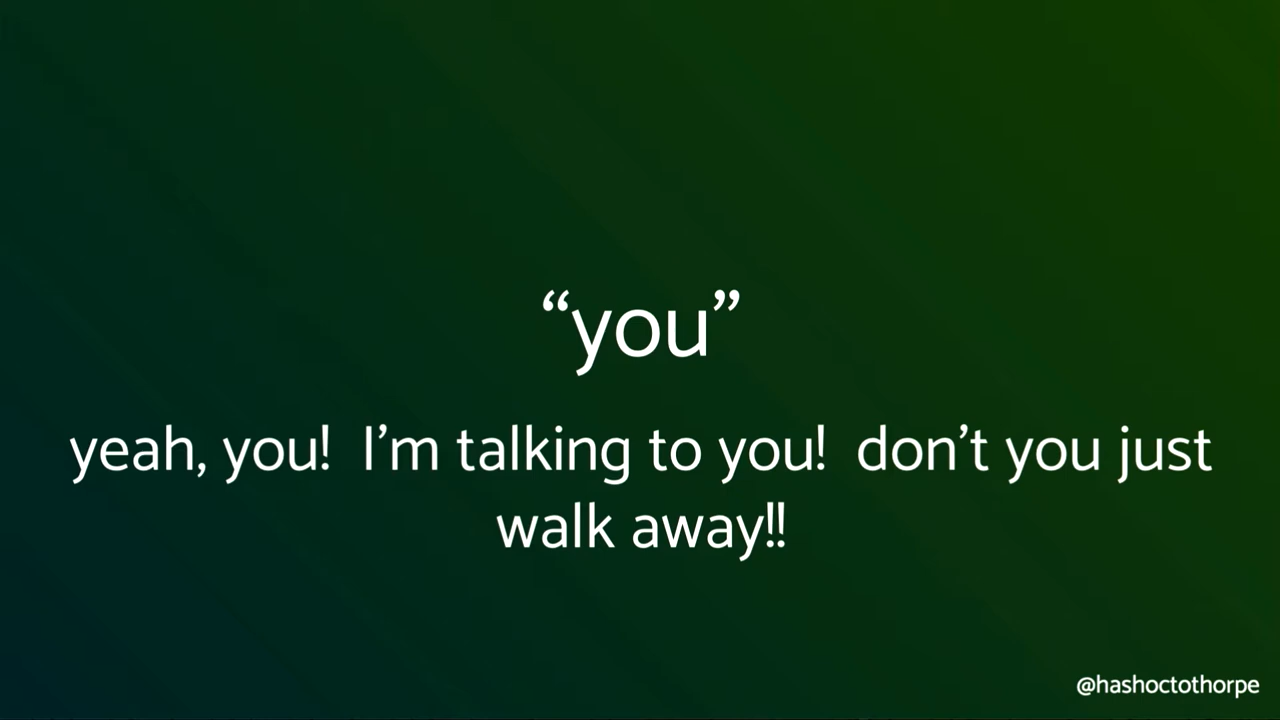 “you”
yeah, you!  I’m talking to you!  don’t you just
walk away!!
@hashoctothorpe